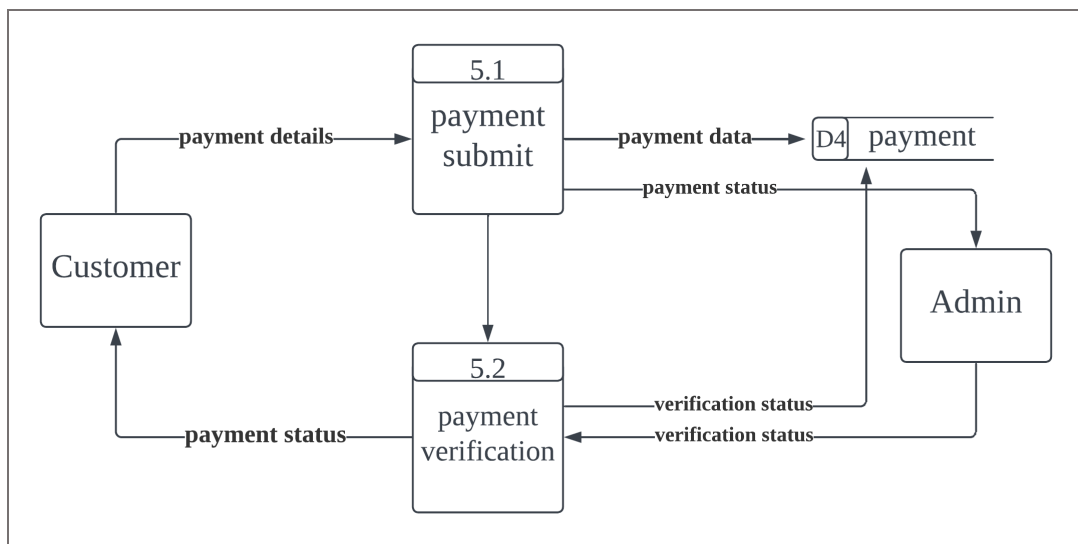 5.1
payment
submit
payment details
payment data
D4
payment
payment status
Customer
Admin
5.2
payment
verification
verification status
verification status
payment status